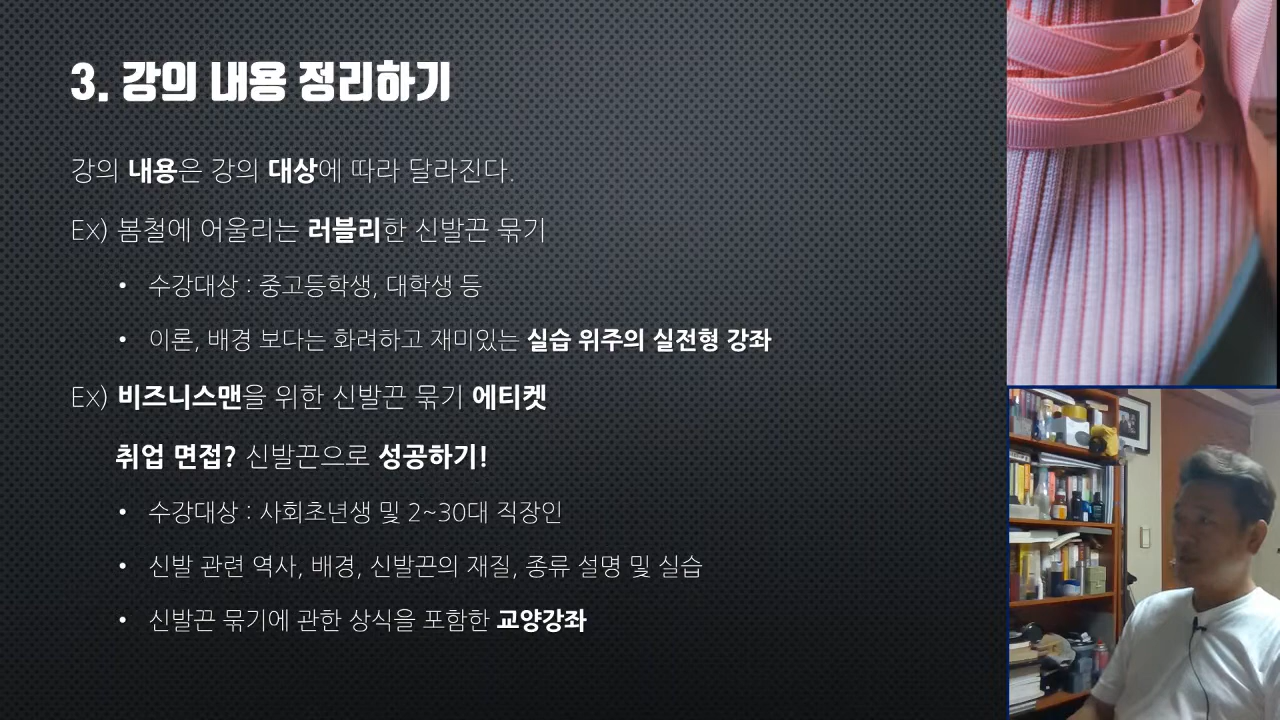 3. 강의 내용 정리하기
강의 내용은 강의 대상에 따라 달라진다.
Ex) 봄철에 어울리는 러블리한 신발끈 묶기
• 수강대상 : 중고등학생, 대학생 등
• 이론, 배경 보다는 화려하고 재미있는 실습 위주의 실전형 강좌
Ex) 비즈니스맨을 위한 신발끈 묶기 에티켓
취업 면접? 신발끈으로 성공하기!
• 수강대상 : 사회초년생 및 2~30대 직장인
• 신발 관련 역사, 배경, 신발끈의 재질, 종류 설명 및 실습
• 신발끈 묶기에 관한 상식을 포함한 교양강좌